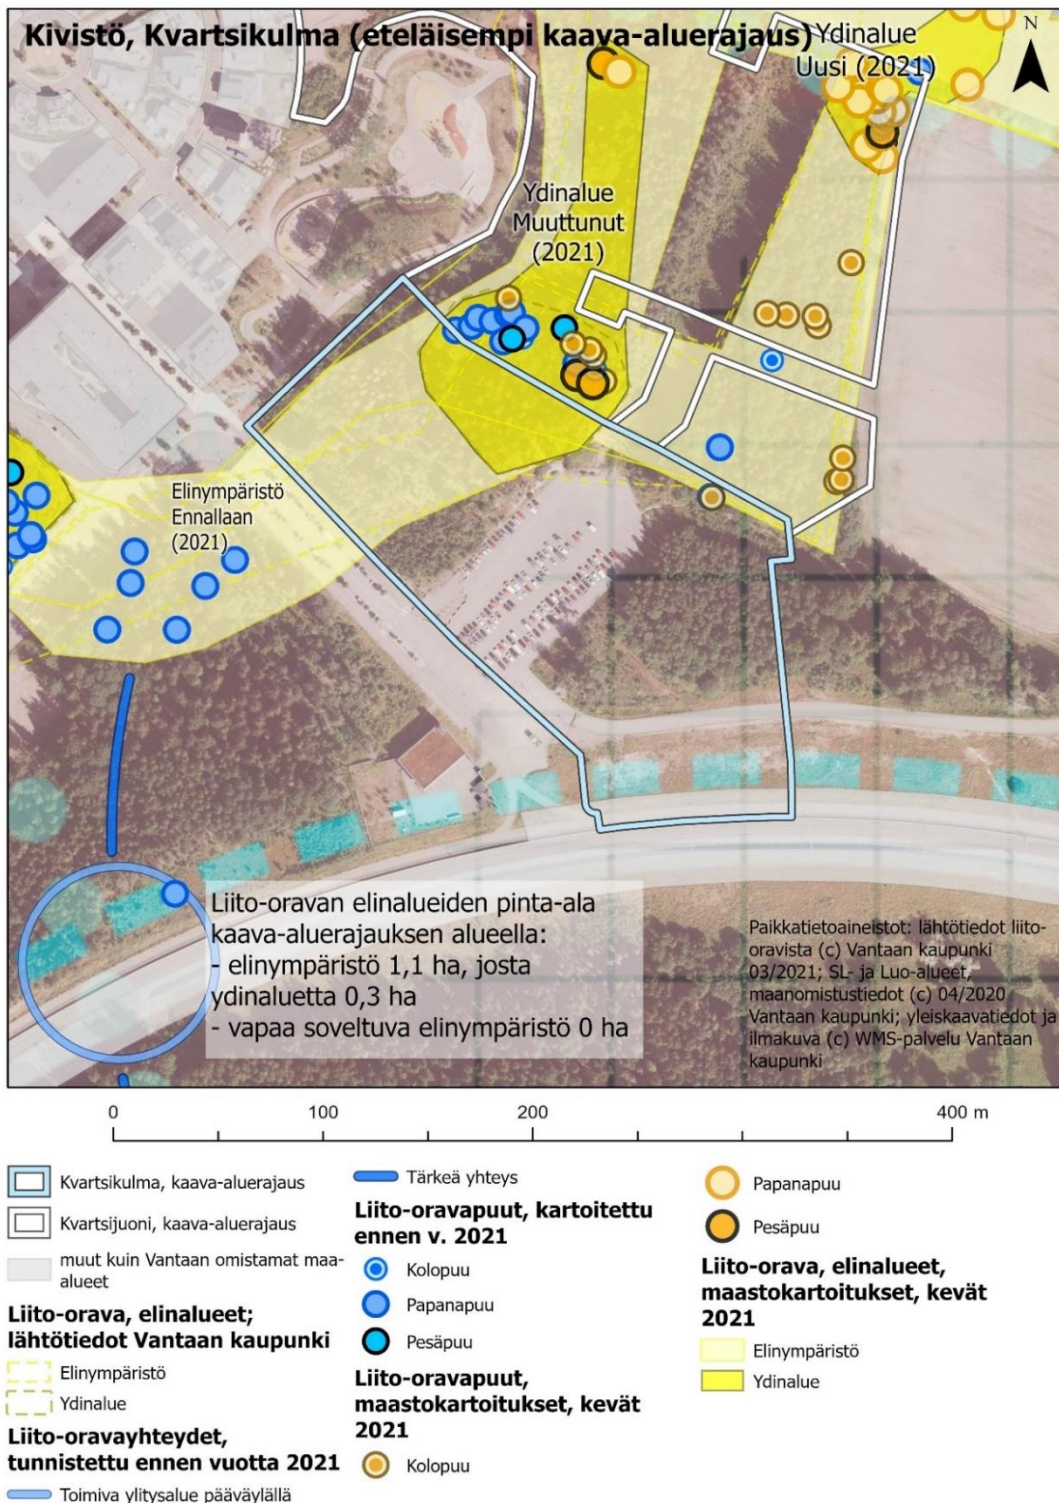 Kivistö, Kvartsikulma (eteläisempi kaava-aluerajaus)
Ydinalue
Uusi (2021)
N
Ydinalue
Muuttunut
(2021)
Elinympäristö
Ennallaan
(2021)
Liito-oravan elinalueiden pinta-ala
kaava-aluerajauksen alueella:
- elinympäristö 1,1 ha, josta
ydinaluetta 0,3 ha
- vapaa soveltuva elinympäristö 0 ha
Paikkatietoaineistot: lähtötiedot liito-
oravista (c) Vantaan kaupunki
03/2021; SL- ja Luo-alueet,
maanomistustiedot (c) 04/2020
Vantaan kaupunki; yleiskaavatiedot ja
ilmakuva (c) WMS-palvelu Vantaan
kaupunki
0 100 200 400 m
Kvartsikulma, kaava-aluerajaus
Kvartsijuoni, kaava-aluerajaus
muut kuin Vantaan omistamat maa-
alueet
Liito-orava, elinalueet;
lähtötiedot Vantaan kaupunki
Elinympäristö
Ydinalue
Liito-oravayhteydet,
tunnistettu ennen vuotta 2021
Toimiva ylitysalue pääväylällä
Tärkeä yhteys
Liito-oravapuut, kartoitettu
ennen v. 2021
Kolopuu
Papanapuu
Pesäpuu
Liito-oravapuut,
maastokartoitukset, kevät
2021
Kolopuu
Papanapuu
Pesäpuu
Liito-orava, elinalueet,
maastokartoitukset, kevät
2021
Elinympäristö
Ydinalue